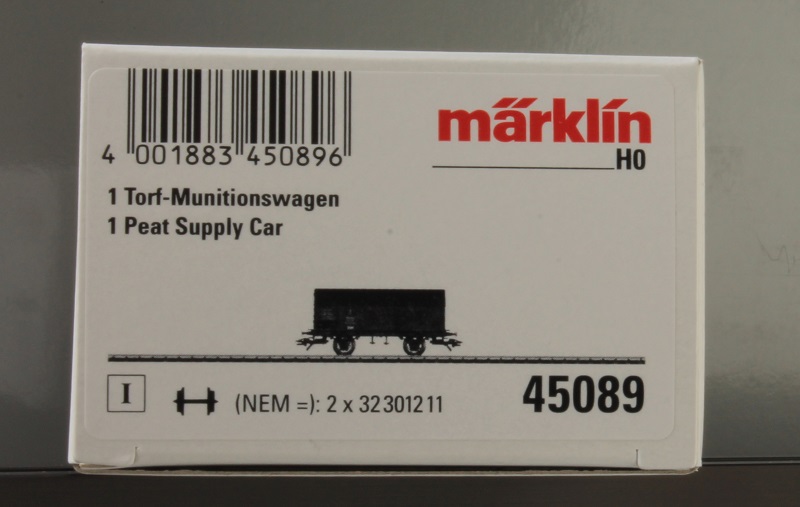 märklin
H0
4 001883 450896
1 Torf-Munitionswagen
1 Peat Supply Car
I (NEM =): 2 x 32301211 45089